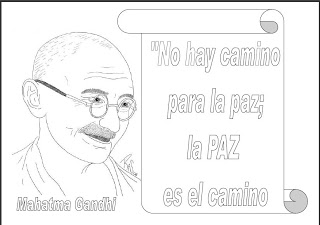 "No hay camino
para la paz;
la PAZ
es el camino
Mahatma Gandhi